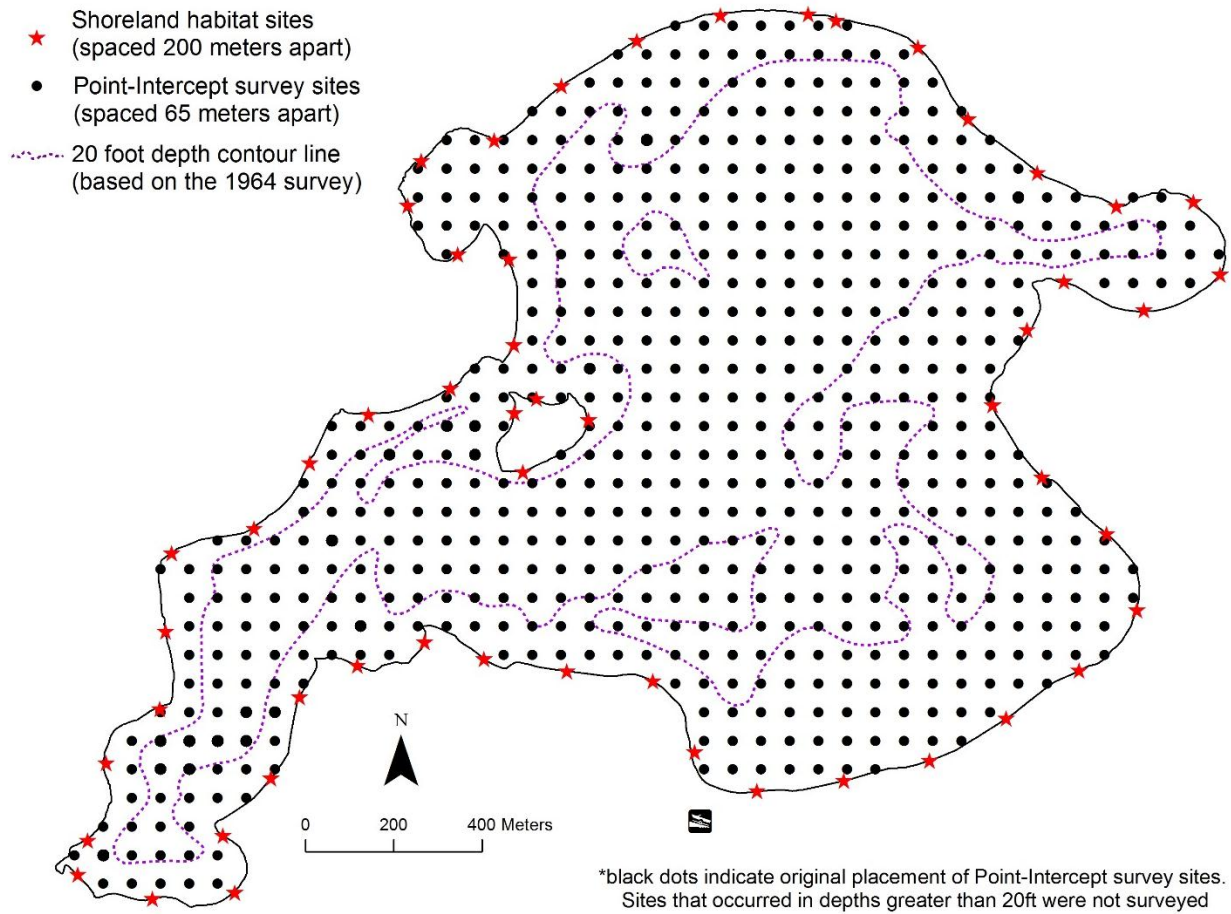 Shoreland habitat sites
(spaced 200 meters apart)
Point-Intercept survey sites
(spaced 65 meters apart)
20 foot depth contour line
(based on the 1964 survey)
N
0 200 400 Meters
*black dots indicate original placement of Point-Intercept survey sites.
Sites that occurred in depths greater than 20ft were not surveyed